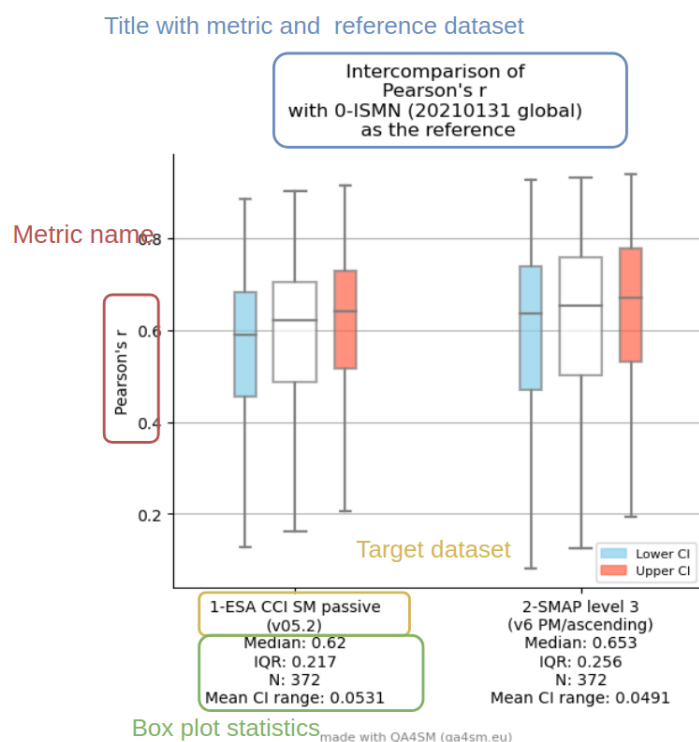 Title with metric and  reference dataset
Intercomparison of
Pearson's r
with 0-ISMN (20210131 global)
as the reference
Metric name
0.8
0.6
Pearson's r
0.4
0.2
Target dataset
Lower CI
Upper CI
1-ESA CCI SM passive
(v05.2)
Median: 0.62
IQR: 0.217
N: 372
Mean CI range: 0.0531
2-SMAP level 3
(v6 PM/ascending)
Median: 0.653
IQR: 0.256
N: 372
Mean CI range: 0.0491
Box plot statistics
made with QA4SM (qa4sm.eu)